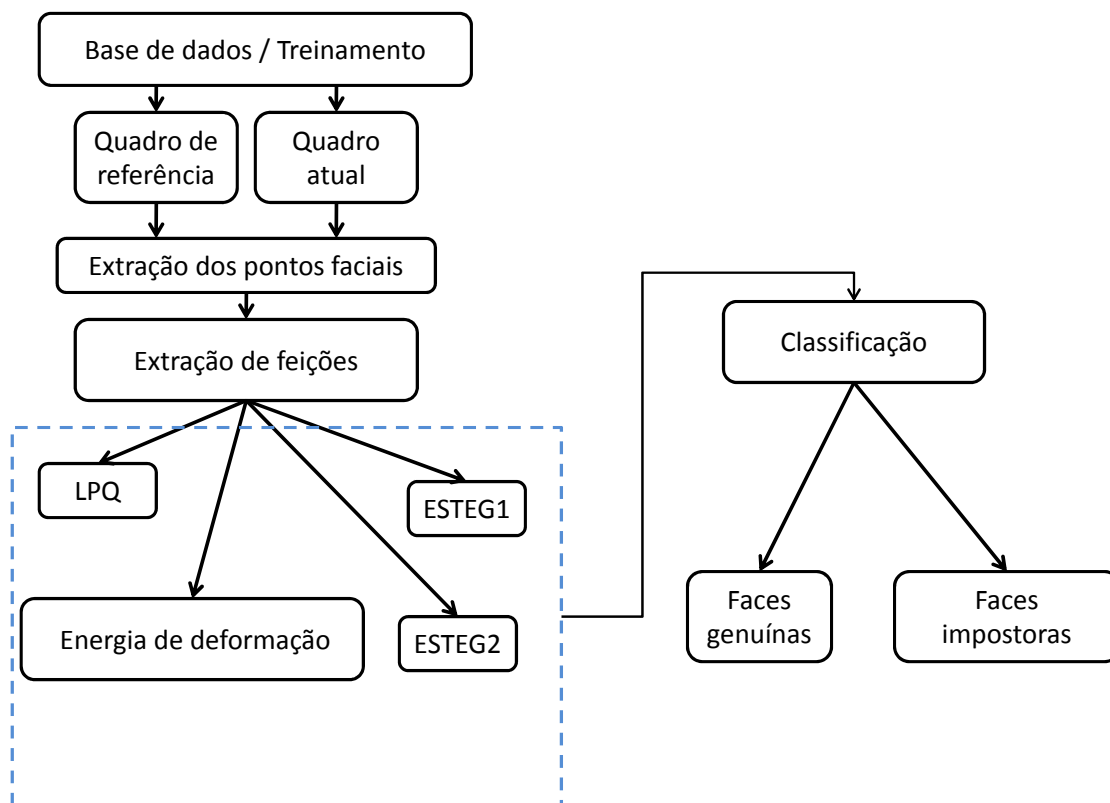 Base de dados / Treinamento
Quadro de
referência
Quadro
atual
Extração dos pontos faciais
Extração de feições
LPQ
ESTEG1
Energia de deformação
ESTEG2
Classificação
Faces
genuínas
Faces
impostoras